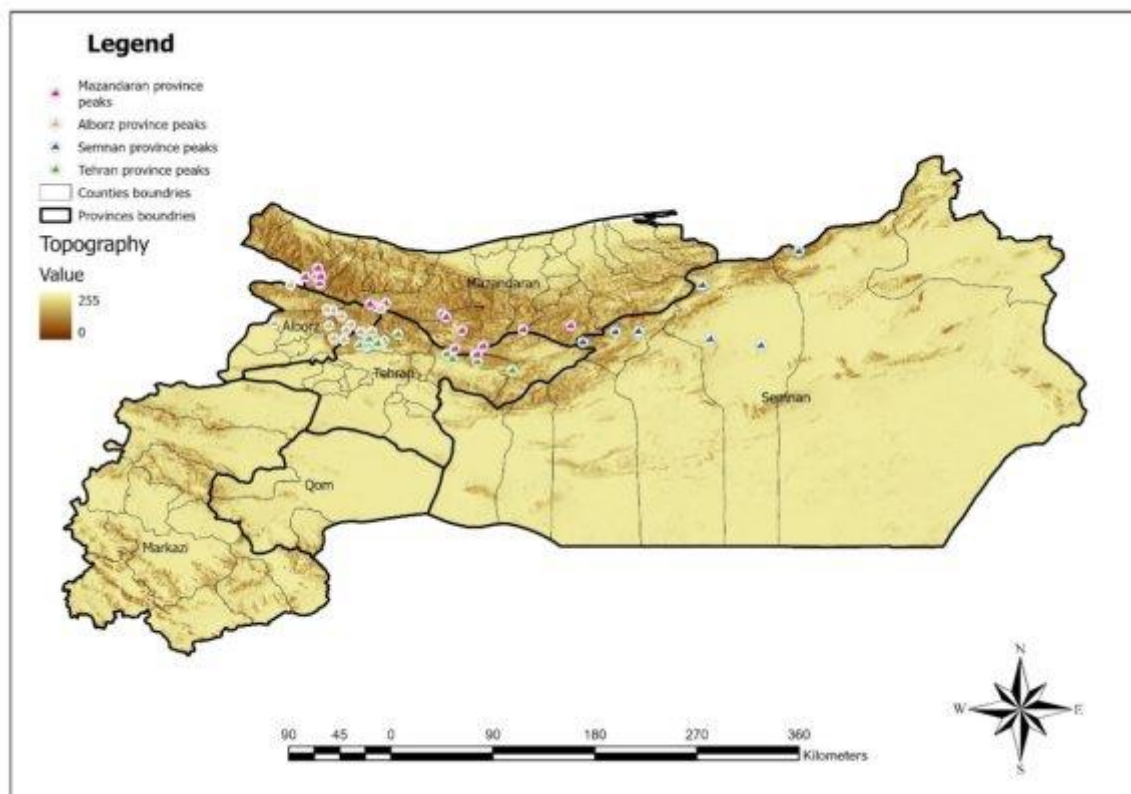 Legend
Mazandaran province
peaks
Alborz province peaks
Semnan province peaks
Tehran province peaks
Counties boundries
Provinces boundries
Topography
Value
255
0
Mazandaran
Alborz
Tehran
Semnan
Qom
Markazi
N
W
E
S
90 45 0 90 180 270 360
Kilometers